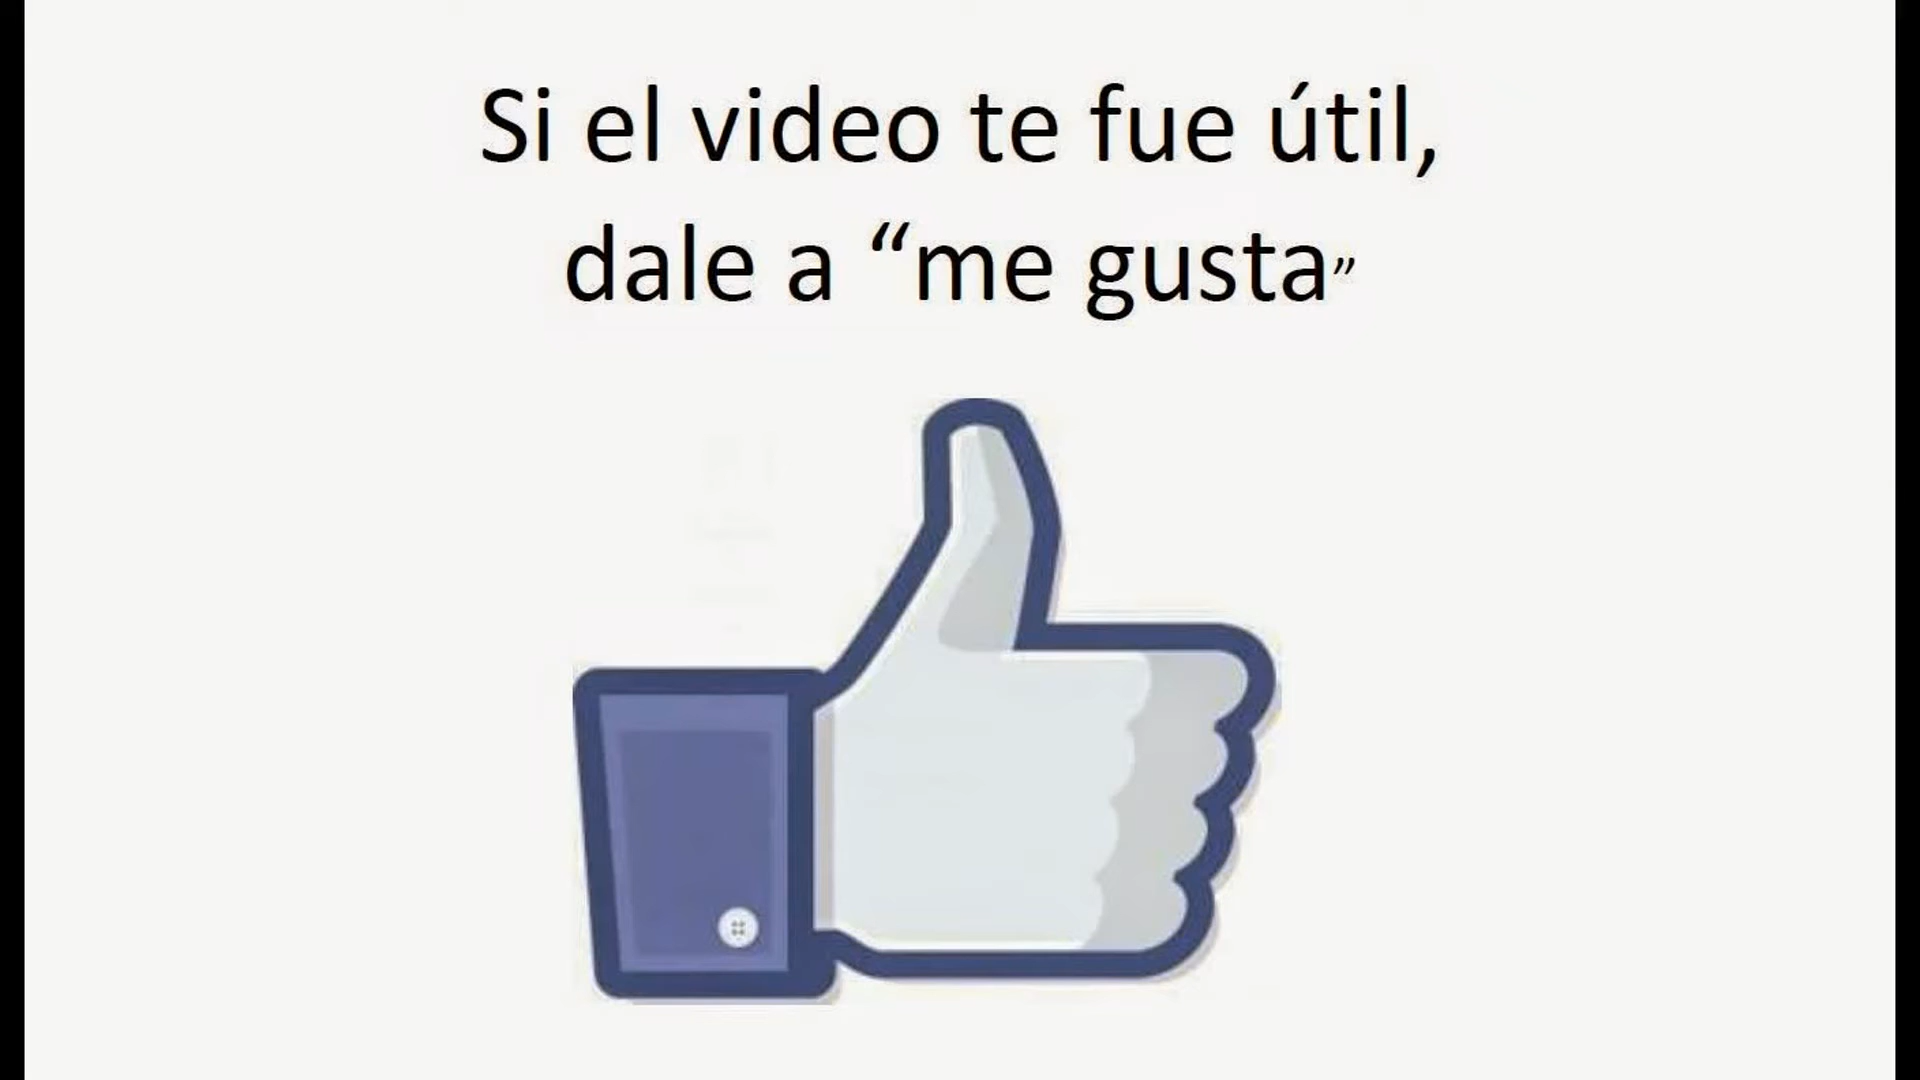 Si el video te fue útil,
dale a “me gusta”